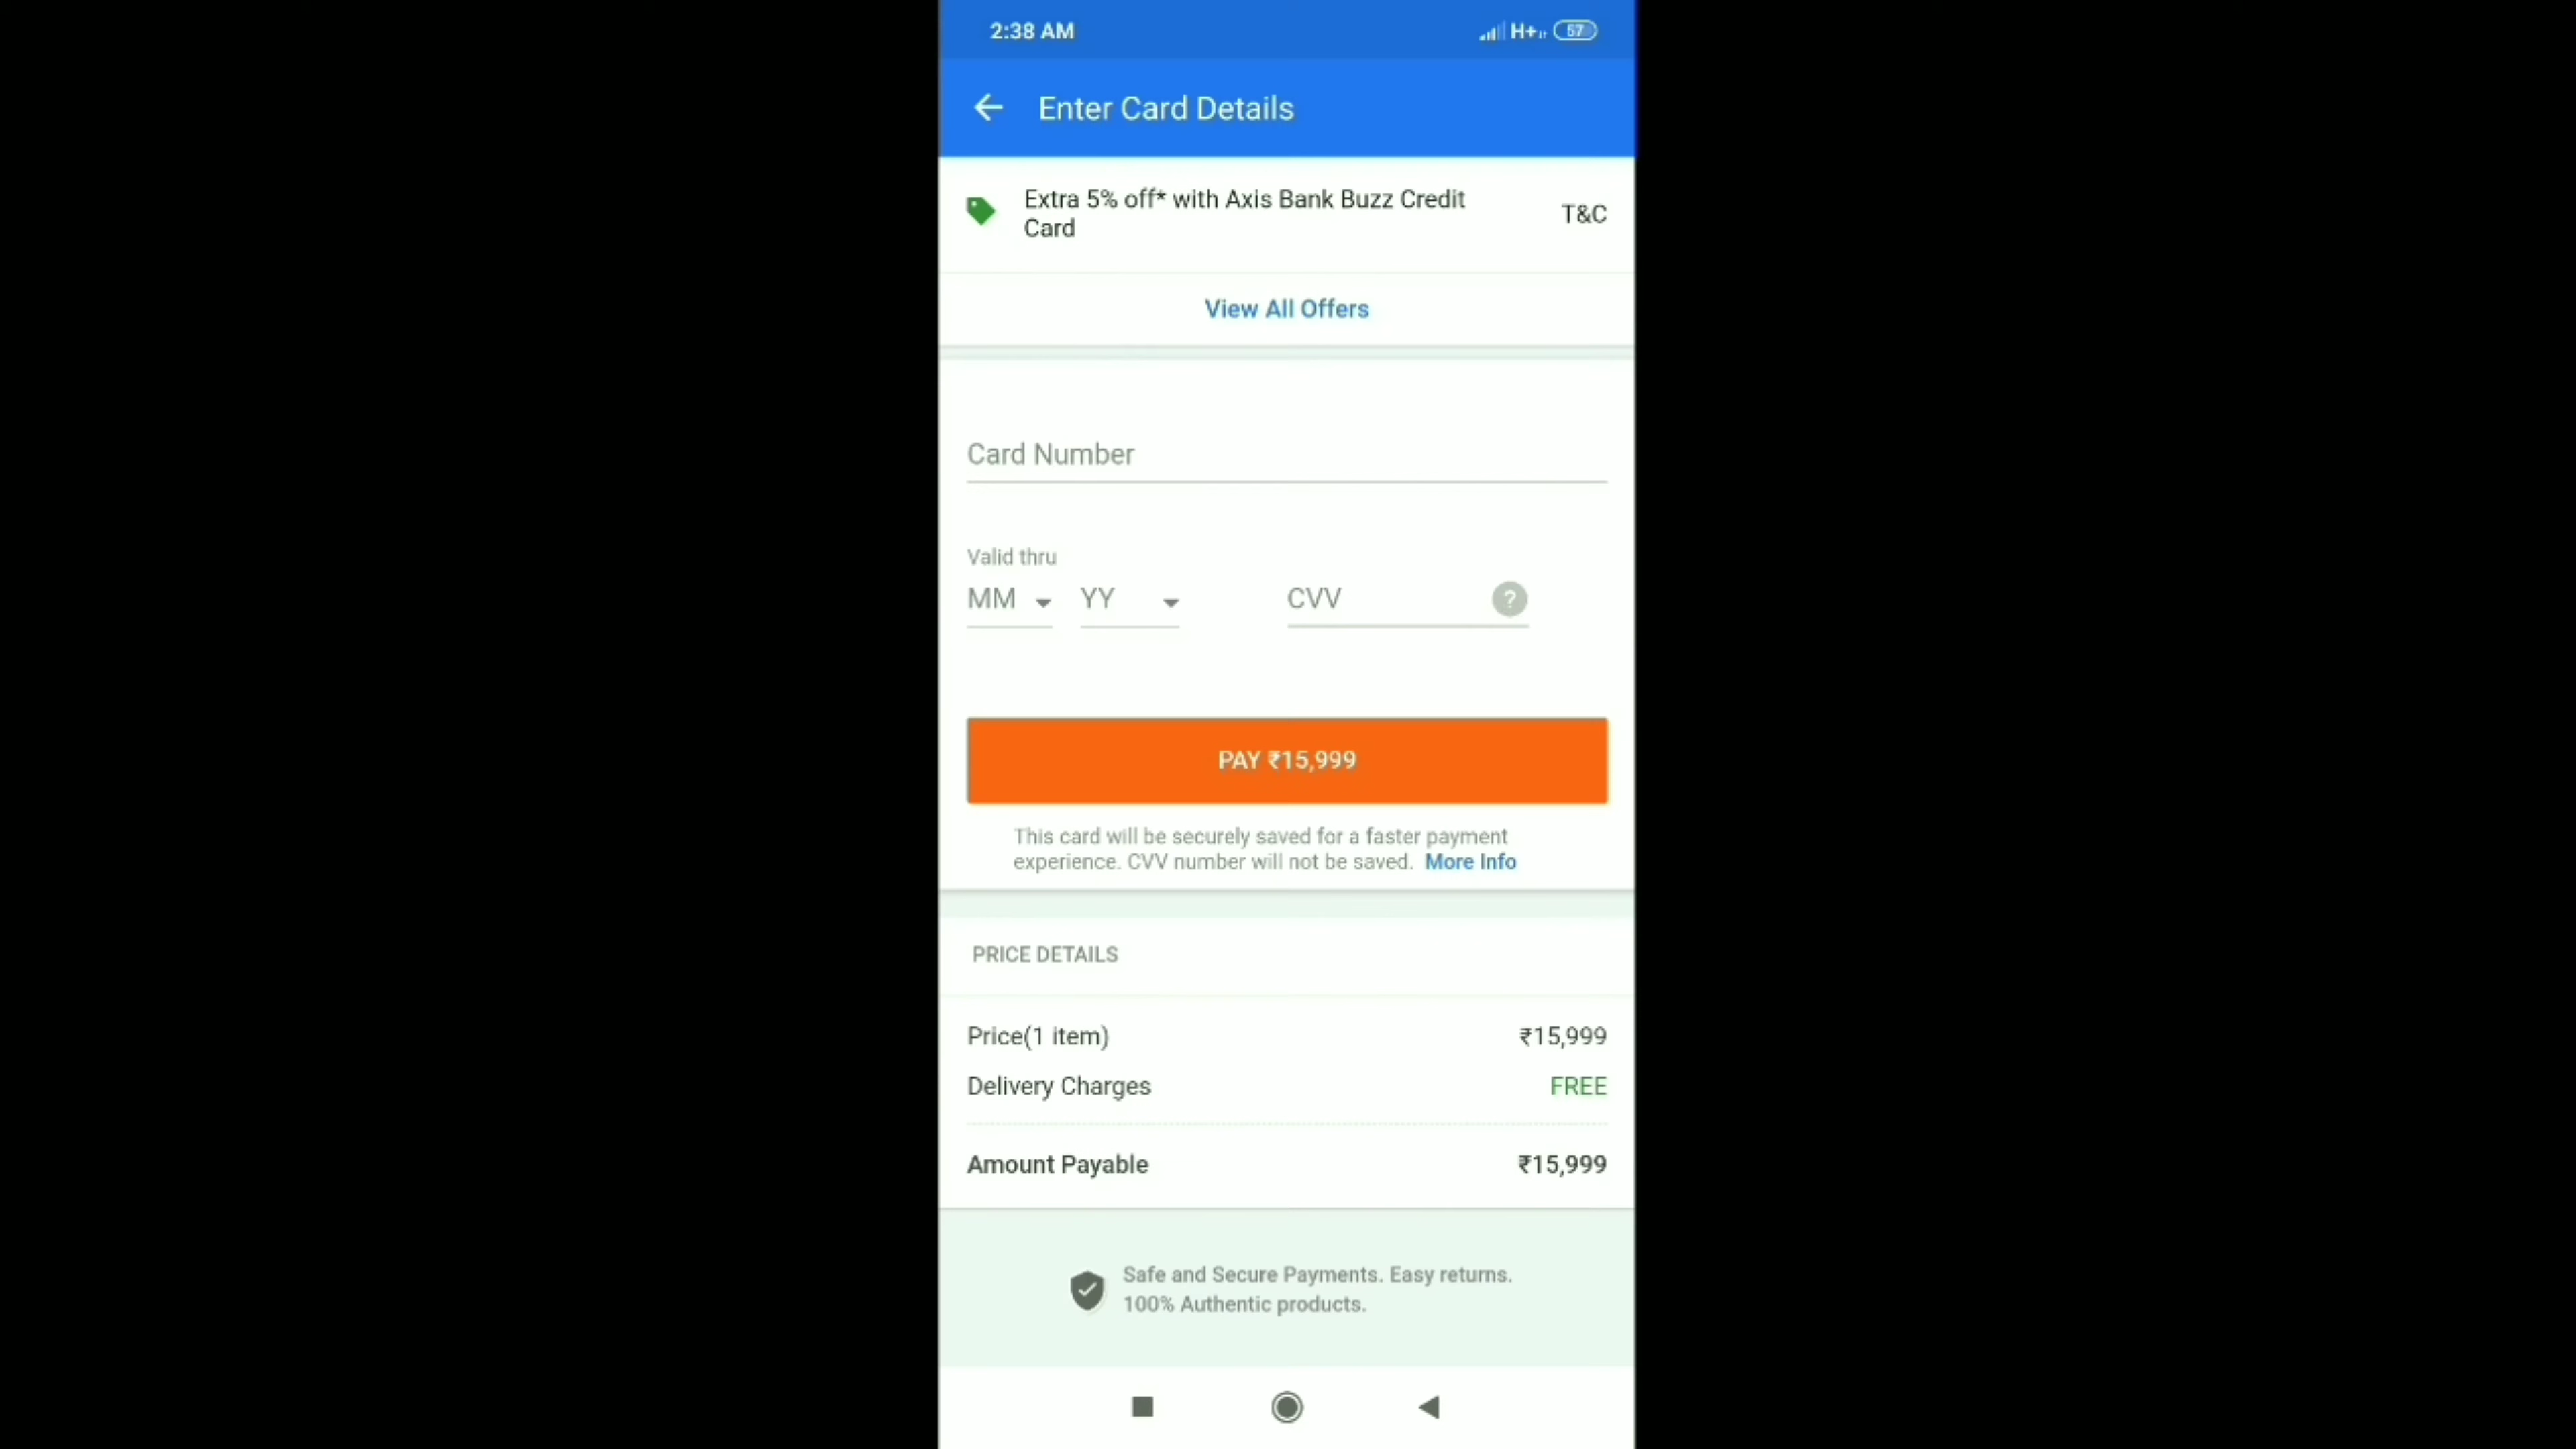 2:38 AM
H+
57
Enter Card Details
Extra 5% off* with Axis Bank Buzz Credit
Card
T&C
View All Offers
Card Number
Valid thru
MM
YY
CVV
?
PAY ₹15,999
This card will be securely saved for a faster payment
experience. CVV number will not be saved. More Info
PRICE DETAILS
Price(1 item)
₹15,999
Delivery Charges
FREE
Amount Payable
₹15,999
Safe and Secure Payments. Easy returns.
100% Authentic products.